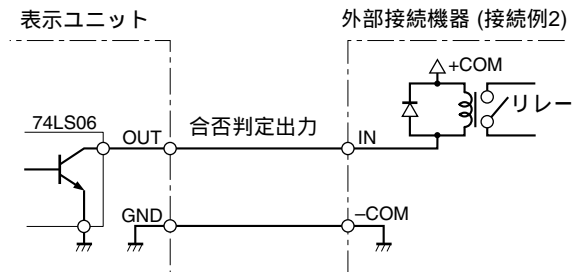 表示ユニット
外部接続機器 (接続例2)
+COM
リレー
74LS06
OUT
合否判定出力
IN
GND
–COM